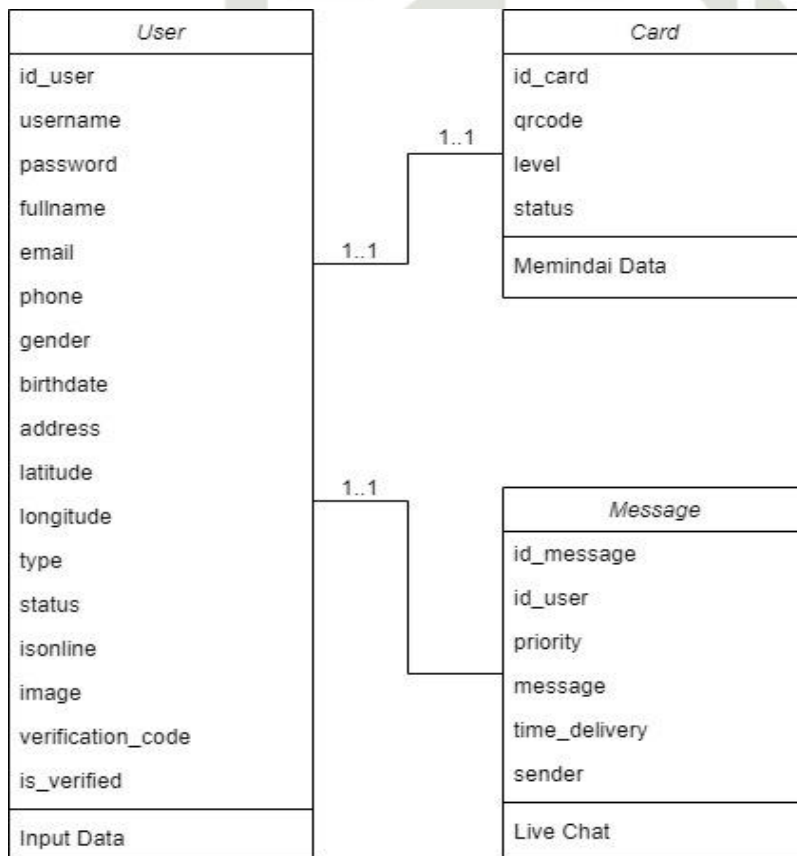 User
id_user
username
password
fullname
email
phone
gender
birthdate
address
latitude
longitude
type
status
isonline
image
verification_code
is_verified
Input Data
1..1
1..1
1..1
Card
id_card
qrcode
level
status
Memindai Data
Message
id_message
id_user
priority
message
time_delivery
sender
Live Chat